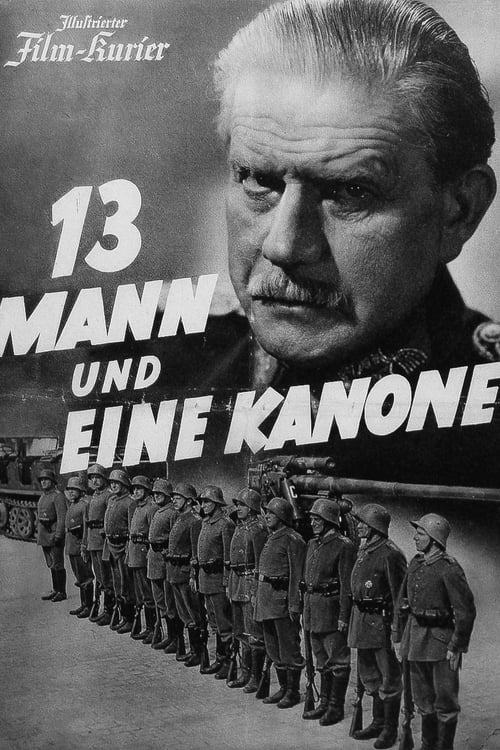 Illustrierter
Film-Kurier
13
MANN
UND
EINE KANONE